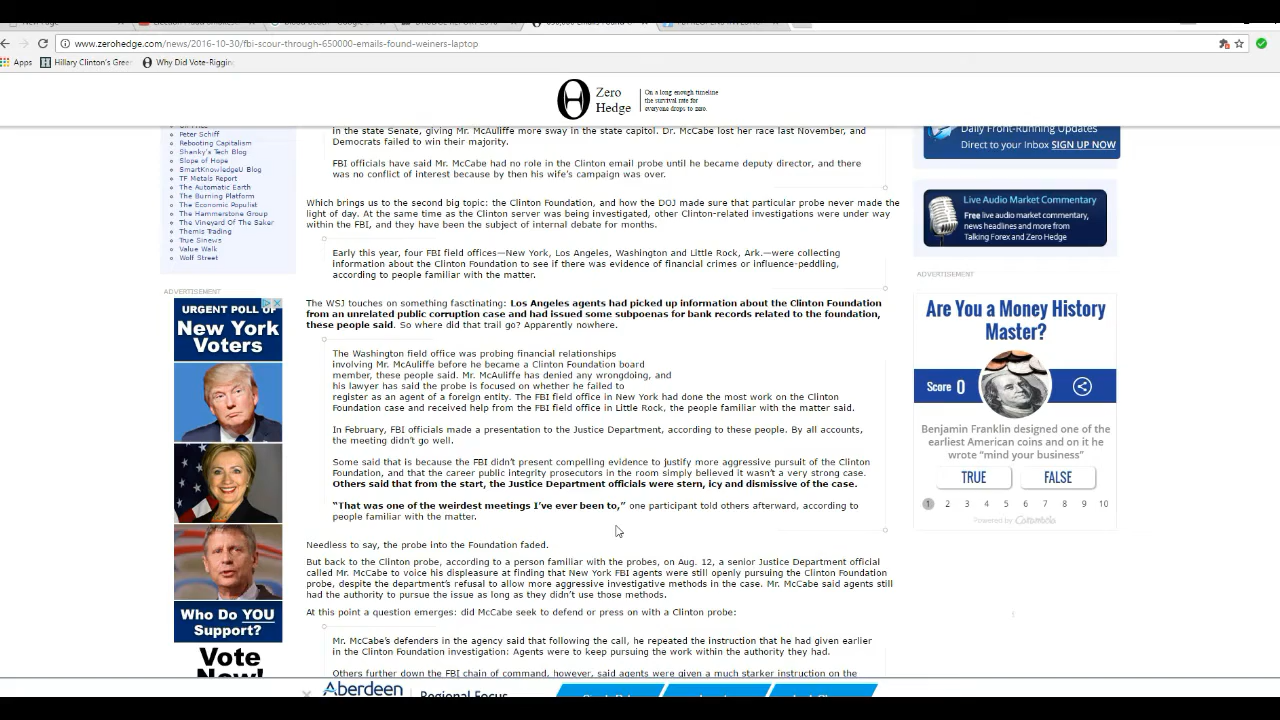 www.zerohedge.com/news/2016-10-30/fbi-scour-through-650000-emails-found-weiners-laptop
Apps
Hillary Clinton's Green
Why Did Vote-Rigging
Zero
Hedge
On a long enough timeline
the survival rate for
everyone drops to zero.
Peter Schiff
Rebooting Capitalism
Shanky's Tech Blog
Slope of Hope
SmartKnowledgeU Blog
TF Metals Report
The Automatic Earth
The Burning Platform
The Economic Populist
The Hammerstone Group
The Vineyard Of The Saker
Themis Trading
True Sinews
Value Walk
Wolf Street
ADVERTISEMENT
URGENT POLL OF
New York
Voters
Who Do YOU
Support?
Vote
Now!
in the state Senate, giving Mr. McAuliffe more sway in the state capitol. Dr. McCabe lost her race last November, and
Democrats failed to win their majority.
FBI officials have said Mr. McCabe had no role in the Clinton email probe until he became deputy director, and there
was no conflict of interest because by then his wife's campaign was over.
Which brings us to the second big topic: the Clinton Foundation, and how the DOJ made sure that particular probe never made the
light of day. At the same time as the Clinton server was being investigated, other Clinton-related investigations were under way
within the FBI, and they have been the subject of internal debate for months.
Early this year, four FBI field offices—New York, Los Angeles, Washington and Little Rock, Ark.—were collecting
information about the Clinton Foundation to see if there was evidence of financial crimes or influence-peddling,
according to people familiar with the matter.
The WSJ touches on something fasctinating: Los Angeles agents had picked up information about the Clinton Foundation
from an unrelated public corruption case and had issued some subpoenas for bank records related to the foundation,
these people said. So where did that trail go? Apparently nowhere.
The Washington field office was probing financial relationships
involving Mr. McAuliffe before he became a Clinton Foundation board
member, these people said. Mr. McAuliffe has denied any wrongdoing, and
his lawyer has said the probe is focused on whether he failed to
register as an agent of a foreign entity. The FBI field office in New York had done the most work on the Clinton
Foundation case and received help from the FBI field office in Little Rock, the people familiar with the matter said.
In February, FBI officials made a presentation to the Justice Department, according to these people. By all accounts,
the meeting didn't go well.
Some said that is because the FBI didn't present compelling evidence to justify more aggressive pursuit of the Clinton
Foundation, and that the career public integrity prosecutors in the room simply believed it wasn't a very strong case.
Others said that from the start, the Justice Department officials were stern, icy and dismissive of the case.
"That was one of the weirdest meetings I've ever been to," one participant told others afterward, according to
people familiar with the matter.
Needless to say, the probe into the Foundation faded.
But back to the Clinton probe, according to a person familiar with the probes, on Aug. 12, a senior Justice Department official
called Mr. McCabe to voice his displeasure at finding that New York FBI agents were still openly pursuing the Clinton Foundation
probe, despite the department's refusal to allow more aggressive investigative methods in the case. Mr. McCabe said agents still
had the authority to pursue the issue as long as they didn't use those methods.
At this point a question emerges: did McCabe seek to defend or press on with a Clinton probe:
Mr. McCabe's defenders in the agency said that following the call, he repeated the instruction that he had given earlier
in the Clinton Foundation investigation: Agents were to keep pursuing the work within the authority they had.
Others further down the FBI chain of command, however, said agents were given a much starker instruction on the
Daily Front-Running Updates
Direct to your Inbox SIGN UP NOW
Live Audio Market Commentary
Free live audio market commentary,
news headlines and more from
Talking Forex and Zero Hedge
ADVERTISEMENT
Are You a Money History
Master?
Score 0
Benjamin Franklin designed one of the
earliest American coins and on it he
wrote "mind your business"
TRUE FALSE
1 2 3 4 5 6 7 8 9 10
Powered by
Aberdeen
Regional Focus